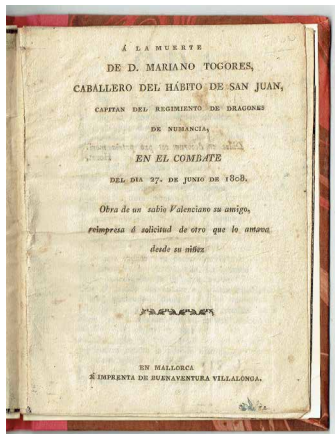 Á LA MUERTE
DE D. MARIANO TOGORES,
CABALLERO DEL HÁBITO DE SAN JUAN,
CAPITAN DEL REGIMIENTO DE DRAGONES
DE NUMANCIA,
EN EL COMBATE
DEL DIA 27. DE JUNIO DE 1808.
Obra de un sabio Valenciano su amigo,
reimpresa á solicitud de otro que lo amava
desde su niñez
EN MALLORCA
IMPRENTA DE BUENAVENTURA VILLALONGA.